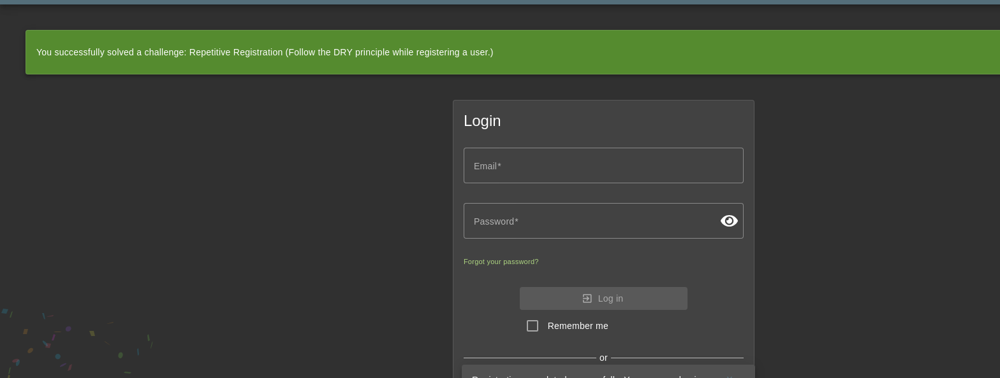 You successfully solved a challenge: Repetitive Registration (Follow the DRY principle while registering a user.)
Login
Email*
Password*
Forgot your password?
Log in
Remember me
or